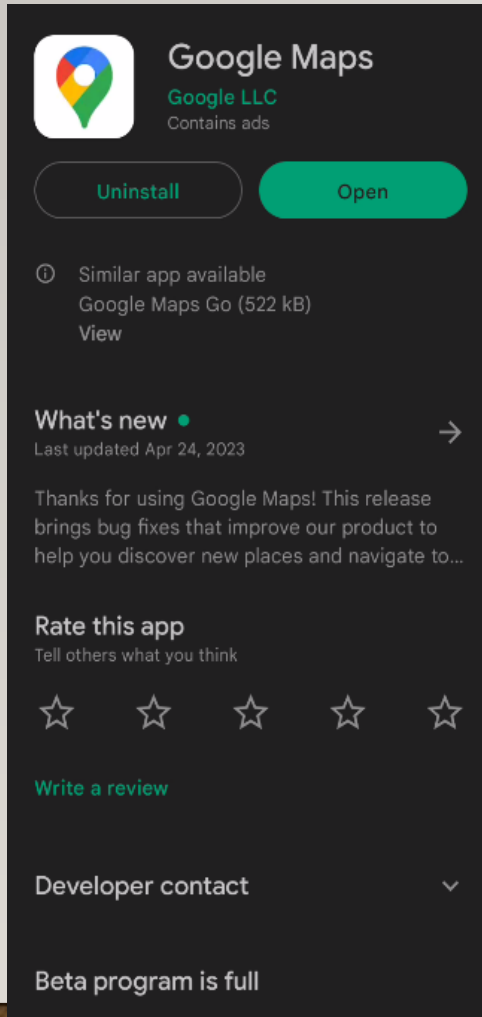 Google Maps
Google LLC
Contains ads
Uninstall
Open
Similar app available
Google Maps Go (522 kB)
View
What's new
Last updated Apr 24, 2023
Thanks for using Google Maps! This release
brings bug fixes that improve our product to
help you discover new places and navigate to...
Rate this app
Tell others what you think
Write a review
Developer contact
Beta program is full